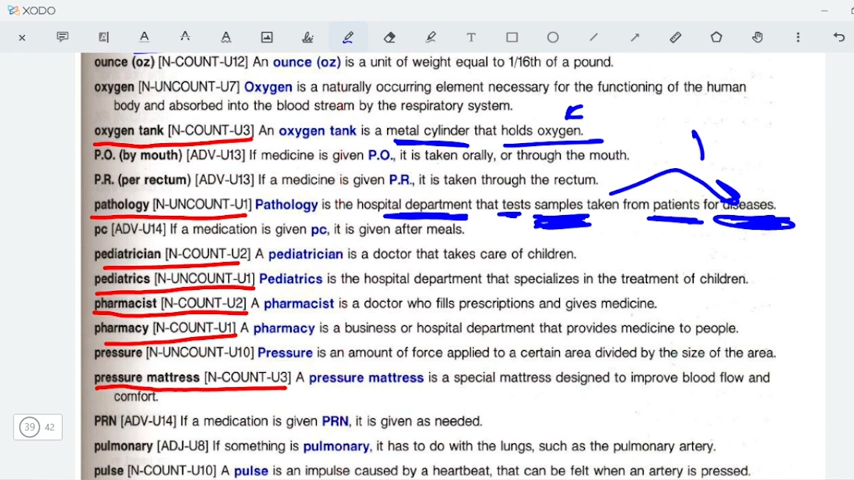 XODO
T
ounce (oz) [N-COUNT-U12] An ounce (oz) is a unit of weight equal to 1/16th of a pound.
oxygen [N-UNCOUNT-U7] Oxygen is a naturally occurring element necessary for the functioning of the human
body and absorbed into the blood stream by the respiratory system.
oxygen tank [N-COUNT-U3] An oxygen tank is a metal cylinder that holds oxygen.
P.O. (by mouth) [ADV-U13] If medicine is given P.O., it is taken orally, or through the mouth.
P.R. (per rectum) [ADV-U13] If a medicine is given P.R., it is taken through the rectum.
pathology [N-UNCOUNT-U1] Pathology is the hospital department that tests samples taken from patients for diseases.
pc [ADV-U14] If a medication is given pc, it is given after meals.
pediatrician [N-COUNT-U2] A pediatrician is a doctor that takes care of children.
pediatrics [N-UNCOUNT-U1] Pediatrics is the hospital department that specializes in the treatment of children.
pharmacist [N-COUNT-U2] A pharmacist is a doctor who fills prescriptions and gives medicine.
pharmacy [N-COUNT-U1] A pharmacy is a business or hospital department that provides medicine to people.
pressure [N-UNCOUNT-U10] Pressure is an amount of force applied to a certain area divided by the size of the area.
pressure mattress [N-COUNT-U3] A pressure mattress is a special mattress designed to improve blood flow and
comfort.
PRN [ADV-U14] If a medication is given PRN, it is given as needed.
39 42
pulmonary [ADJ-U8] If something is pulmonary, it has to do with the lungs, such as the pulmonary artery.
pulse [N-COUNT-U10] A pulse is an impulse caused by a heartbeat, that can be felt when an artery is pressed.